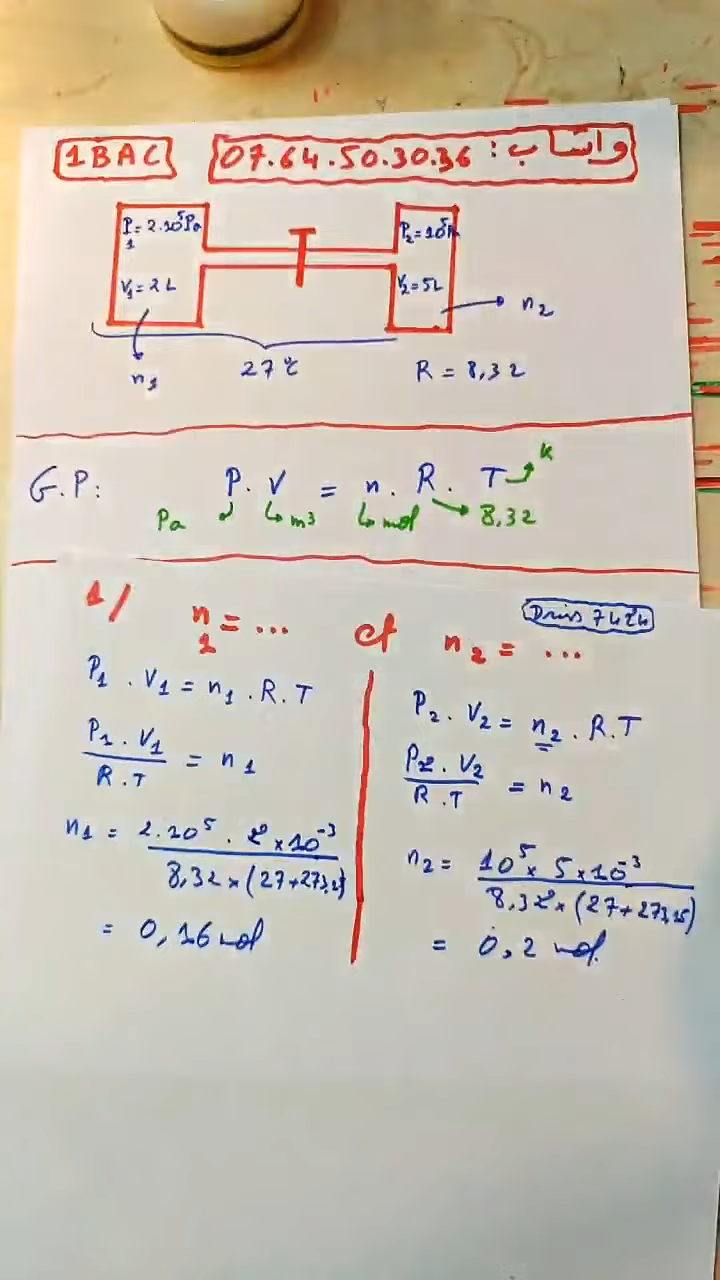 1BAC 07.64.50.30.36 : واتساب
P₁ = 2.10⁵Pa
V₁ = 2L
n₁
P₂ = 10⁵Pa
V₂ = 5L
n₂
27°C
R = 8,32
G.P: P. V = n. R. T
Pa m³ mol 8,32 K
1/ n₁ = ... et n₂ = ...
P₁ . V₁ = n₁ . R. T
P₁ . V₁ / R.T = n₁
n₁ = 2.10⁵ . 2 × 10⁻³ / 8,32 × (27+273,15)
= 0,16 mol
P₂ . V₂ = n₂ . R.T
P₂ . V₂ / R.T = n₂
n₂ = 10⁵ × 5 × 10⁻³ / 8,32 × (27+273,15)
= 0,2 mol.